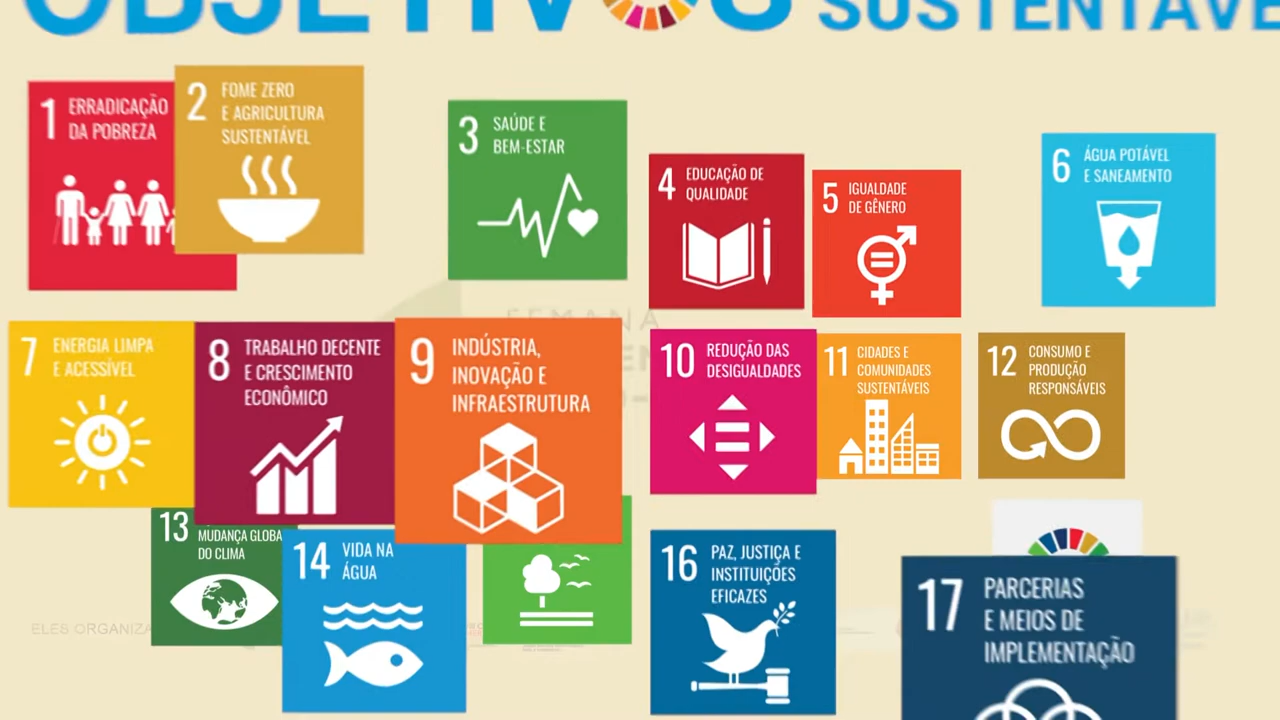 OBJETIVOS
SUSTENTÁVE
1 ERRADICAÇÃO
DA POBREZA
2 FOME ZERO
E AGRICULTURA
SUSTENTÁVEL
3 SAÚDE E
BEM-ESTAR
4 EDUCAÇÃO DE
QUALIDADE
5 IGUALDADE
DE GÊNERO
6 ÁGUA POTÁVEL
E SANEAMENTO
SEMANA
7 ENERGIA LIMPA
E ACESSÍVEL
8 TRABALHO DECENTE
E CRESCIMENTO
ECONÔMICO
9 INDÚSTRIA,
INOVAÇÃO E
INFRAESTRUTURA
10 REDUÇÃO DAS
DESIGUALDADES
11 CIDADES E
COMUNIDADES
SUSTENTÁVEIS
12 CONSUMO E
PRODUÇÃO
RESPONSÁVEIS
13
MUDANÇA GLOBA
DO CLIMA
14 VIDA NA
ÁGUA
16 PAZ, JUSTIÇA E
INSTITUIÇÕES
EFICAZES
17 PARCERIAS
E MEIOS DE
IMPLEMENTAÇÃO
ELES ORGANIZA